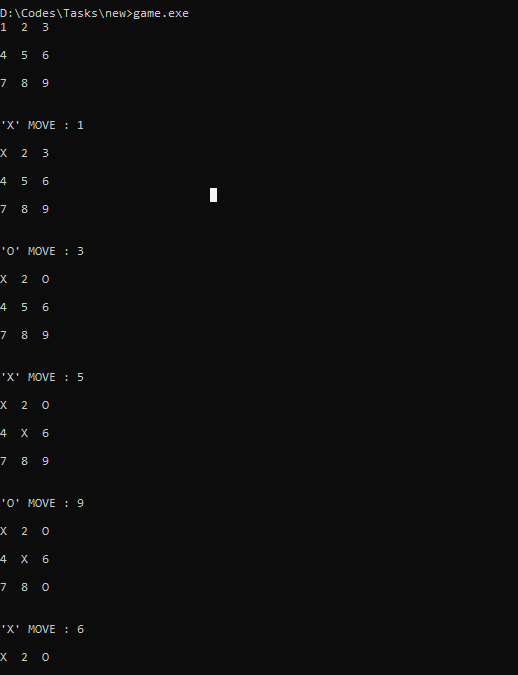 D:\Codes\Tasks\new>game.exe
1 2 3
4 5 6
7 8 9
'X' MOVE : 1
X 2 3
4 5 6
7 8 9
'O' MOVE : 3
X 2 O
4 5 6
7 8 9
'X' MOVE : 5
X 2 O
4 X 6
7 8 9
'O' MOVE : 9
X 2 O
4 X 6
7 8 O
'X' MOVE : 6
X 2 O